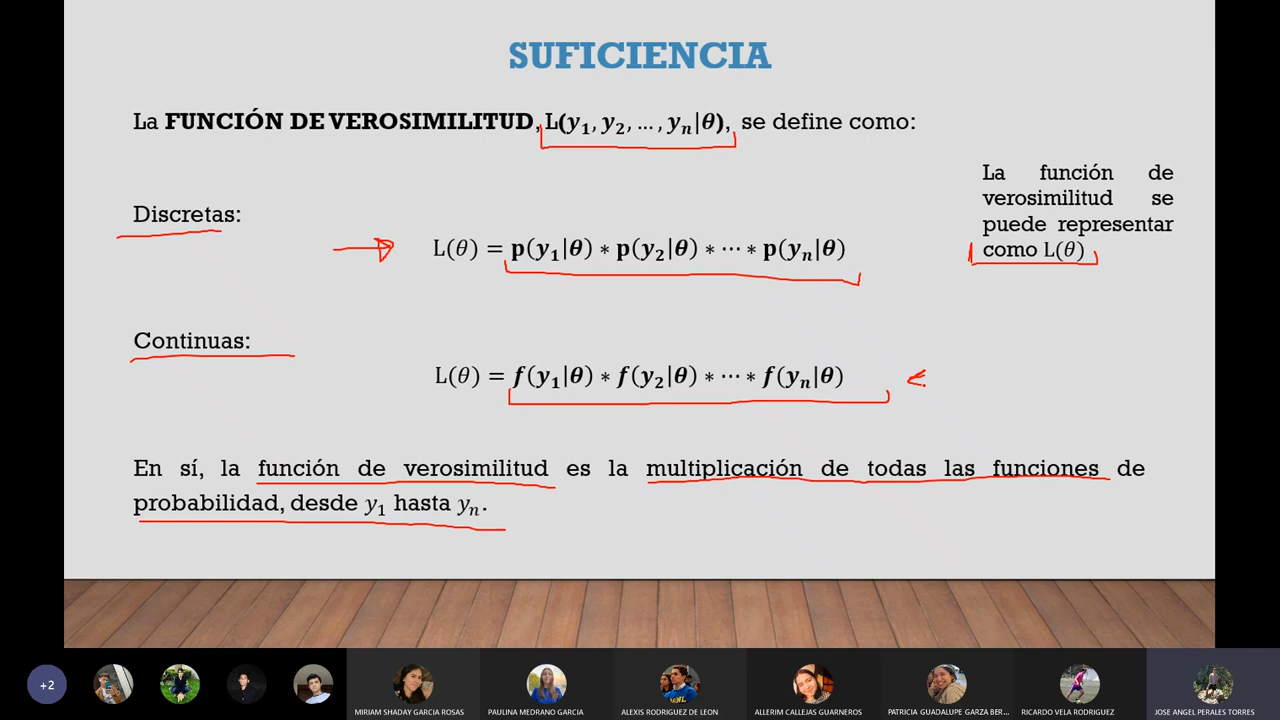 SUFICIENCIA
La FUNCIÓN DE VEROSIMILITUD, L(y₁, y₂, … , yₙ|θ), se define como:
La función de
verosimilitud se
puede representar
como L(θ)
Discretas:
L(θ) = p(y₁|θ) ∗ p(y₂|θ) ∗ ⋯ ∗ p(yₙ|θ)
Continuas:
L(θ) = f(y₁|θ) ∗ f(y₂|θ) ∗ ⋯ ∗ f(yₙ|θ)
En sí, la función de verosimilitud es la multiplicación de todas las funciones de
probabilidad, desde y₁ hasta yₙ.
+2
MIRIAM SHADAY GARCIA ROSAS
PAULINA MEDRANO GARCIA
ALEXIS RODRIGUEZ DE LEON
ALLERIM CALLEJAS GUARNEROS
PATRICIA GUADALUPE GARZA BER...
RICARDO VELA RODRIGUEZ
JOSE ANGEL PERALES TORRES